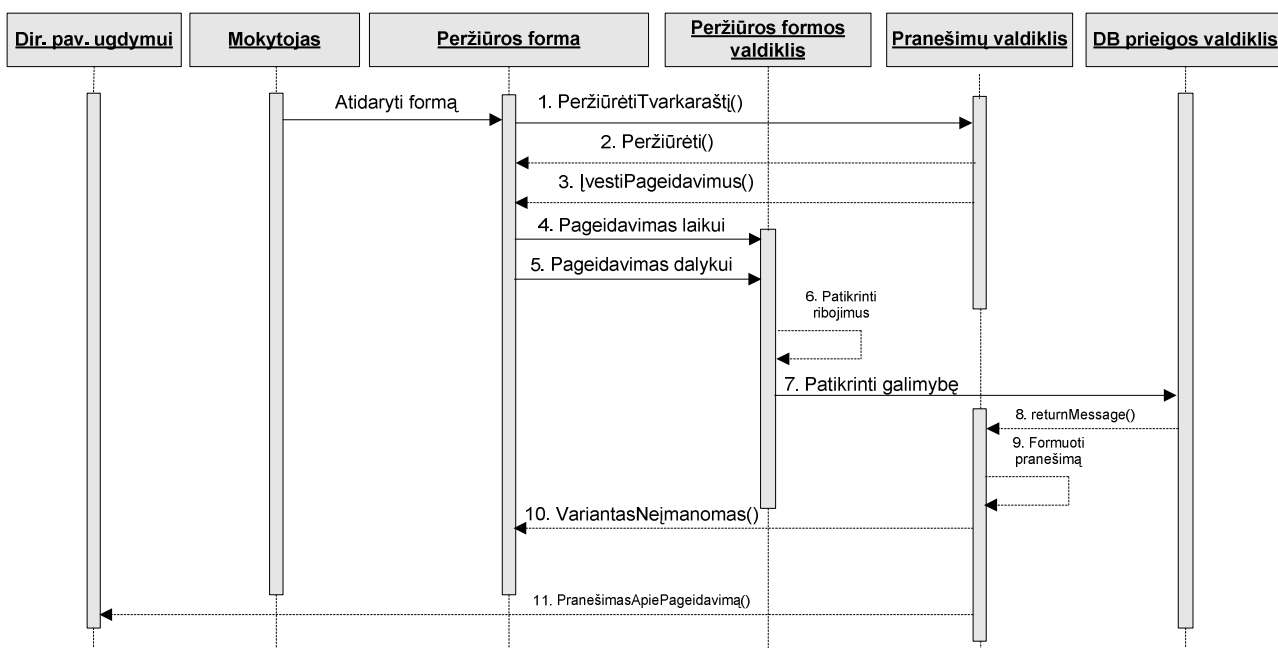 Dir. pav. ugdymui
Mokytojas
Peržiūros forma
Peržiūros formos
valdiklis
Pranešimų valdiklis
DB prieigos valdiklis
Atidaryti formą
1. PeržiūrėtiTvarkaraštį()
2. Peržiūrėti()
3. ĮvestiPageidavimus()
4. Pageidavimas laikui
5. Pageidavimas dalykui
6. Patikrinti
ribojimus
7. Patikrinti galimybę
8. returnMessage()
9. Formuoti
pranešimą
10. VariantasNeįmanomas()
11. PranešimasApiePageidavimą()